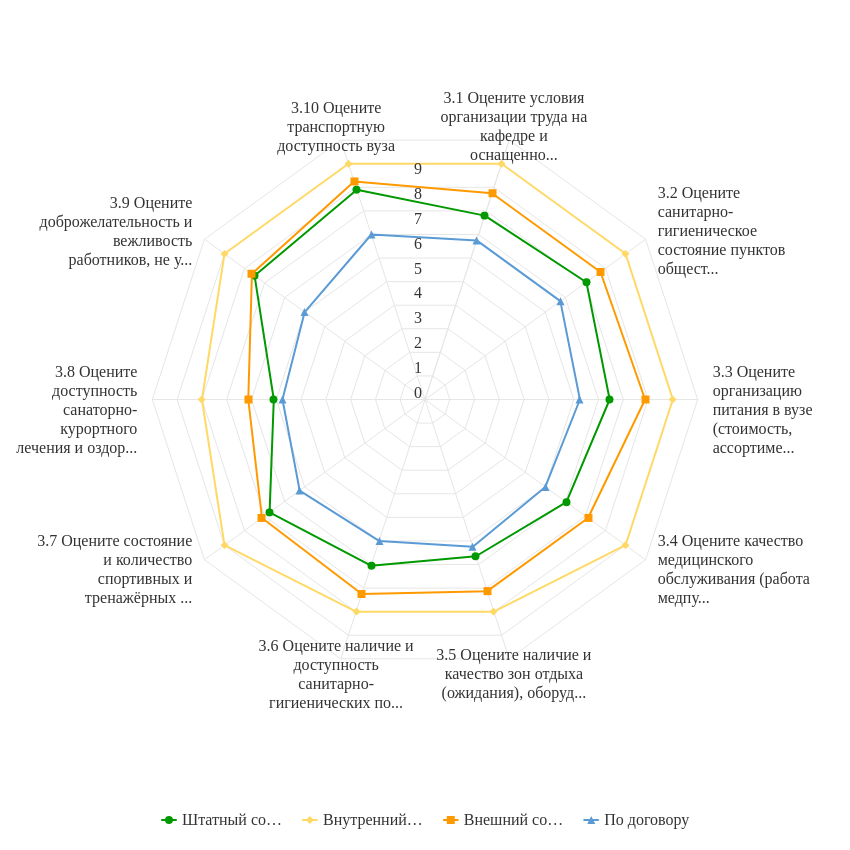 3.10 Оцените
транспортную
доступность вуза
3.1 Оцените условия
организации труда на
кафедре и
оснащенно...
3.2 Оцените
санитарно-
гигиеническое
состояние пунктов
общест...
3.3 Оцените
организацию
питания в вузе
(стоимость,
ассортиме...
3.4 Оцените качество
медицинского
обслуживания (работа
медпу...
3.5 Оцените наличие и
качество зон отдыха
(ожидания), оборуд...
3.6 Оцените наличие и
доступность
санитарно-
гигиенических по...
3.7 Оцените состояние
и количество
спортивных и
тренажёрных ...
3.8 Оцените
доступность
санаторно-
курортного
лечения и оздор...
3.9 Оцените
доброжелательность и
вежливость
работников, не у...
9
8
7
6
5
4
3
2
1
0
Штатный со…
Внутренний…
Внешний со…
По договору